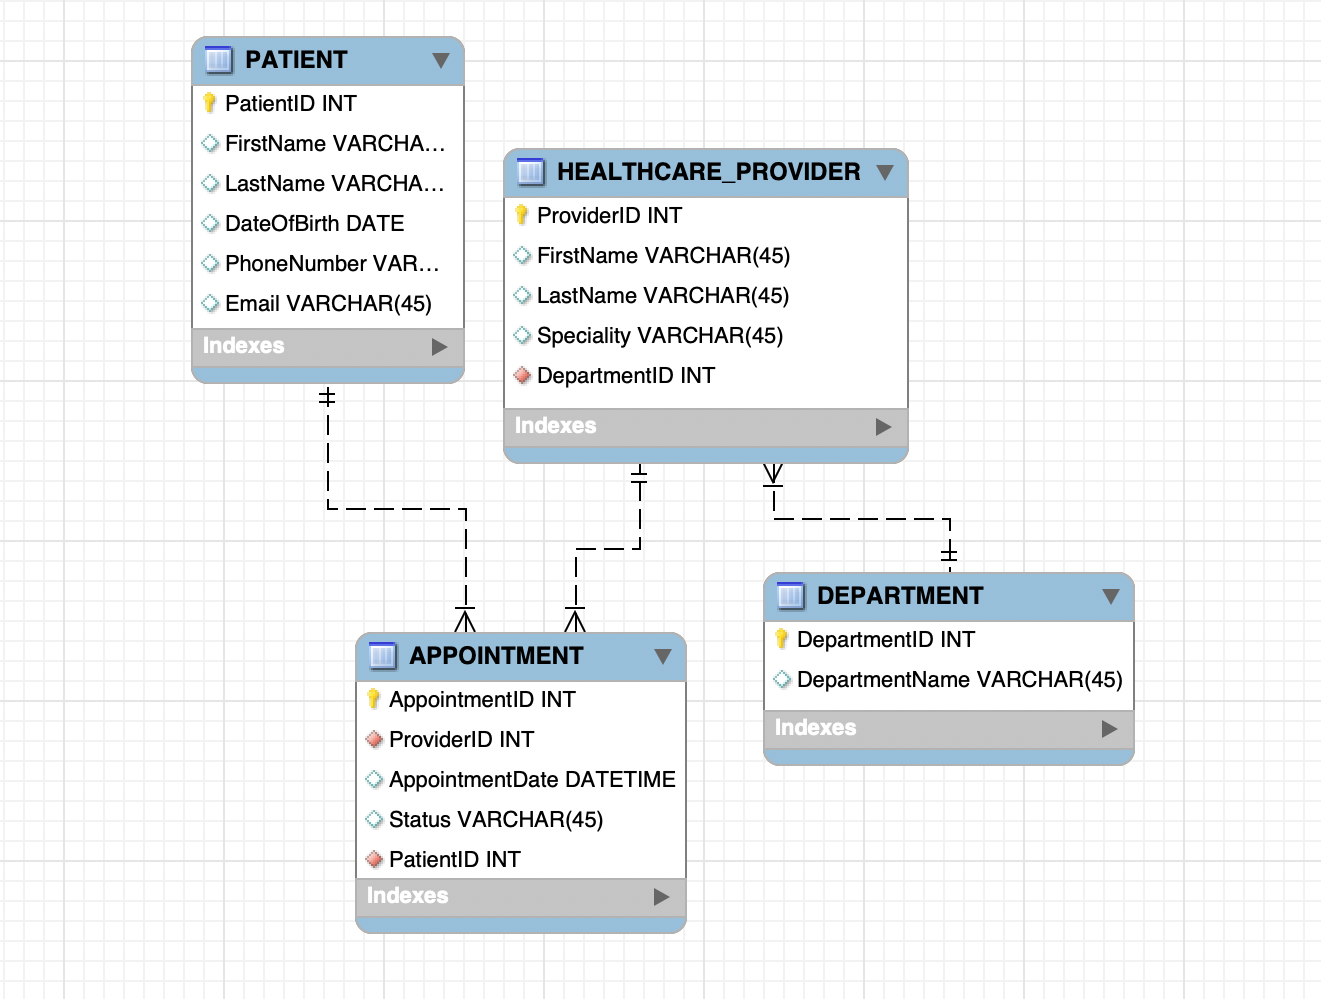 PATIENT
PatientID INT
FirstName VARCHA...
LastName VARCHA...
DateOfBirth DATE
PhoneNumber VAR...
Email VARCHAR(45)
Indexes
HEALTHCARE_PROVIDER
ProviderID INT
FirstName VARCHAR(45)
LastName VARCHAR(45)
Speciality VARCHAR(45)
DepartmentID INT
Indexes
APPOINTMENT
AppointmentID INT
ProviderID INT
AppointmentDate DATETIME
Status VARCHAR(45)
PatientID INT
Indexes
DEPARTMENT
DepartmentID INT
DepartmentName VARCHAR(45)
Indexes